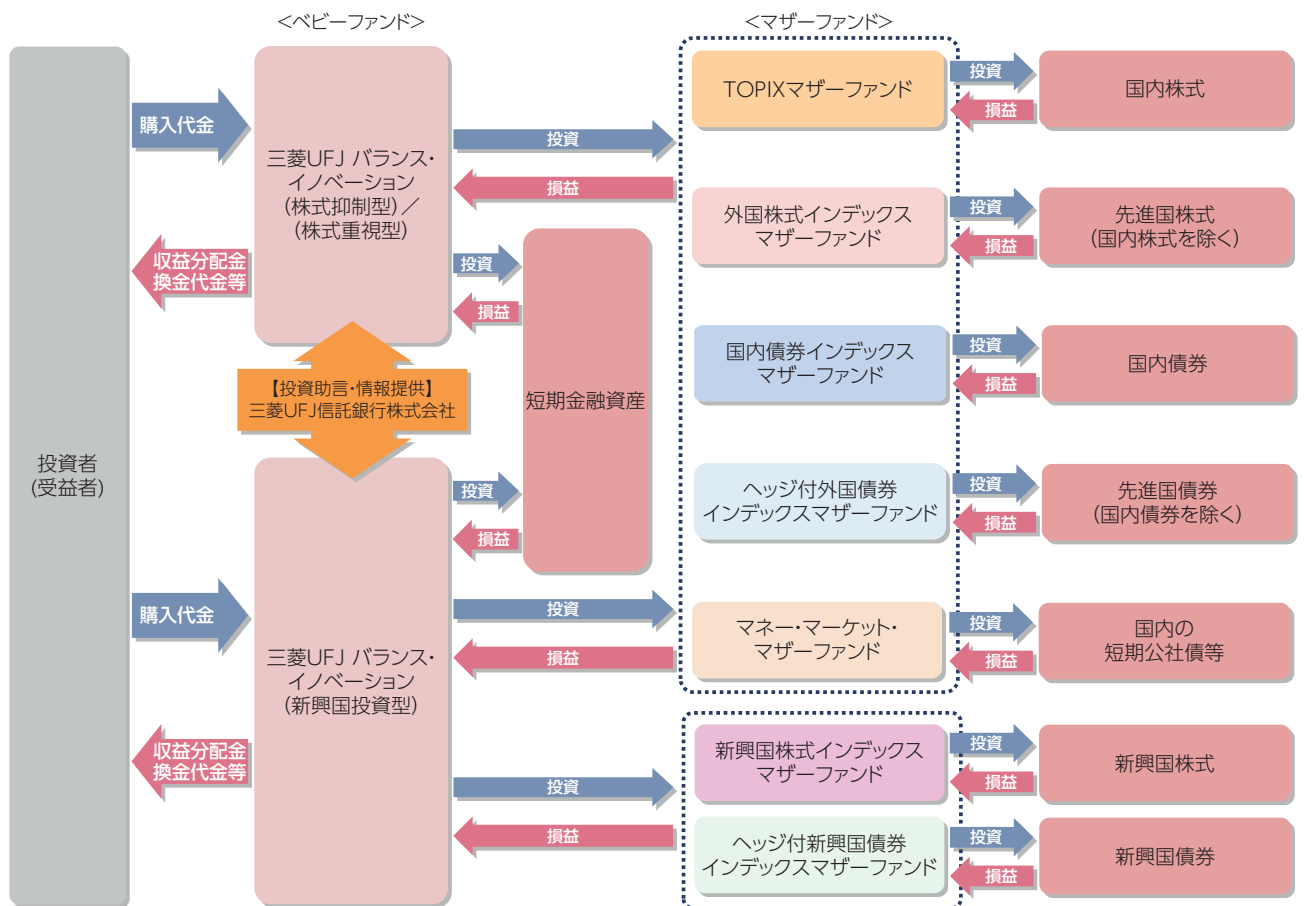 <ベビーファンド>
<マザーファンド>
投資者
(受益者)
購入代金
収益分配金
換金代金等
購入代金
収益分配金
換金代金等
三菱UFJ バランス・
イノベーション
(株式抑制型)／
(株式重視型)
【投資助言・情報提供】
三菱UFJ信託銀行株式会社
三菱UFJ バランス・
イノベーション
(新興国投資型)
投資
損益
投資
損益
短期金融資産
投資
損益
投資
損益
投資
損益
TOPIXマザーファンド
投資
損益
国内株式
外国株式インデックス
マザーファンド
投資
損益
先進国株式
(国内株式を除く)
国内債券インデックス
マザーファンド
投資
損益
国内債券
ヘッジ付外国債券
インデックスマザーファンド
投資
損益
先進国債券
(国内債券を除く)
マネー・マーケット・
マザーファンド
投資
損益
国内の
短期公社債等
新興国株式インデックス
マザーファンド
投資
損益
新興国株式
ヘッジ付新興国債券
インデックスマザーファンド
投資
損益
新興国債券